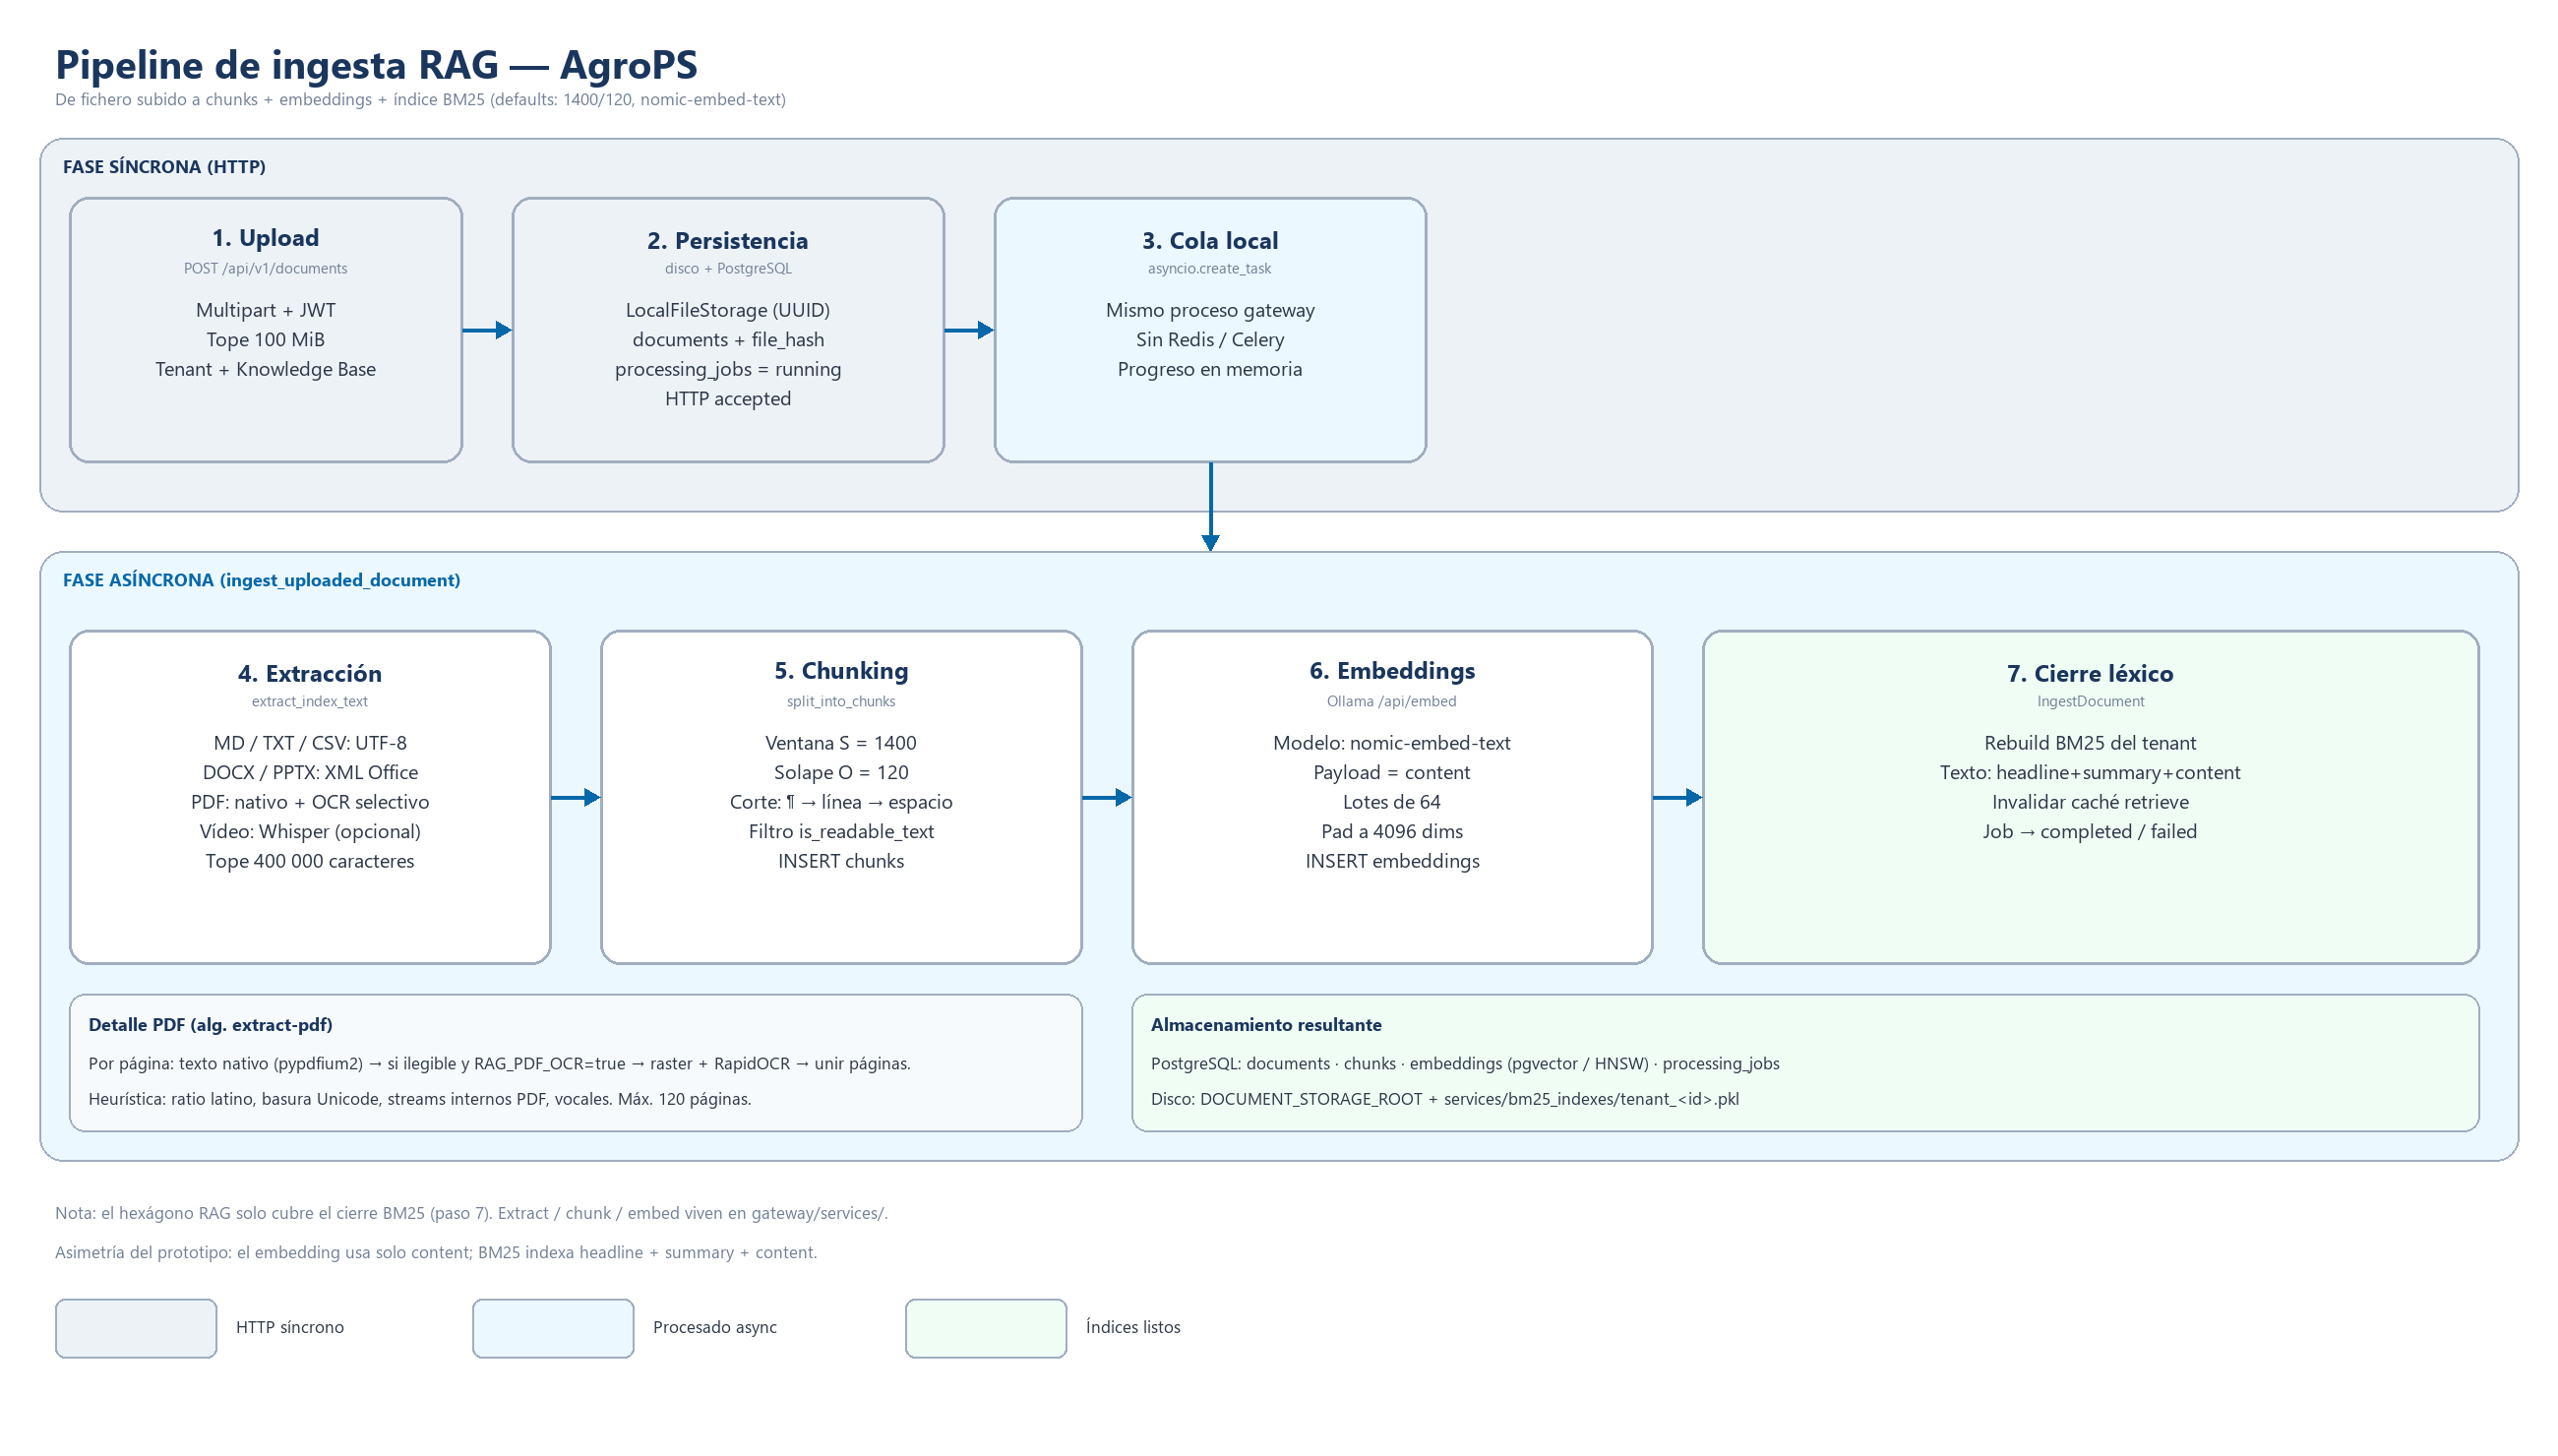 Pipeline de ingesta RAG — AgroPS
De fichero subido a chunks + embeddings + índice BM25 (defaults: 1400/120, nomic-embed-text)
FASE SÍNCRONA (HTTP)
1. Upload
POST /api/v1/documents
Multipart + JWT
Tope 100 MiB
Tenant + Knowledge Base
2. Persistencia
disco + PostgreSQL
LocalFileStorage (UUID)
documents + file_hash
processing_jobs = running
HTTP accepted
3. Cola local
asyncio.create_task
Mismo proceso gateway
Sin Redis / Celery
Progreso en memoria
FASE ASÍNCRONA (ingest_uploaded_document)
4. Extracción
extract_index_text
MD / TXT / CSV: UTF-8
DOCX / PPTX: XML Office
PDF: nativo + OCR selectivo
Vídeo: Whisper (opcional)
Tope 400 000 caracteres
5. Chunking
split_into_chunks
Ventana S = 1400
Solape O = 120
Corte: ¶ → línea → espacio
Filtro is_readable_text
INSERT chunks
6. Embeddings
Ollama /api/embed
Modelo: nomic-embed-text
Payload = content
Lotes de 64
Pad a 4096 dims
INSERT embeddings
7. Cierre léxico
IngestDocument
Rebuild BM25 del tenant
Texto: headline+summary+content
Invalidar caché retrieve
Job → completed / failed
Detalle PDF (alg. extract-pdf)
Por página: texto nativo (pypdfium2) → si ilegible y RAG_PDF_OCR=true → raster + RapidOCR → unir páginas.
Heurística: ratio latino, basura Unicode, streams internos PDF, vocales. Máx. 120 páginas.
Almacenamiento resultante
PostgreSQL: documents · chunks · embeddings (pgvector / HNSW) · processing_jobs
Disco: DOCUMENT_STORAGE_ROOT + services/bm25_indexes/tenant_<id>.pkl
Nota: el hexágono RAG solo cubre el cierre BM25 (paso 7). Extract / chunk / embed viven en gateway/services/.
Asimetría del prototipo: el embedding usa solo content; BM25 indexa headline + summary + content.
HTTP síncrono
Procesado async
Índices listos